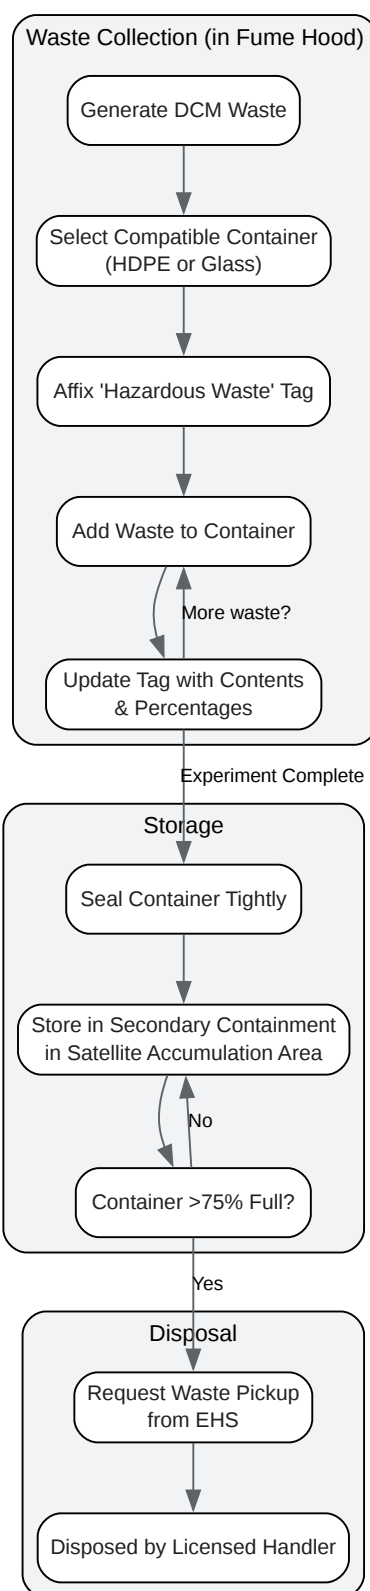 Waste Collection (in Fume Hood)
Generate DCM Waste
Select Compatible Container
(HDPE or Glass)
Affix 'Hazardous Waste' Tag
Add Waste to Container
More waste?
Update Tag with Contents
& Percentages
Experiment Complete
Storage
Seal Container Tightly
Store in Secondary Containment
in Satellite Accumulation Area
No
Container >75% Full?
Yes
Disposal
Request Waste Pickup
from EHS
Disposed by Licensed Handler